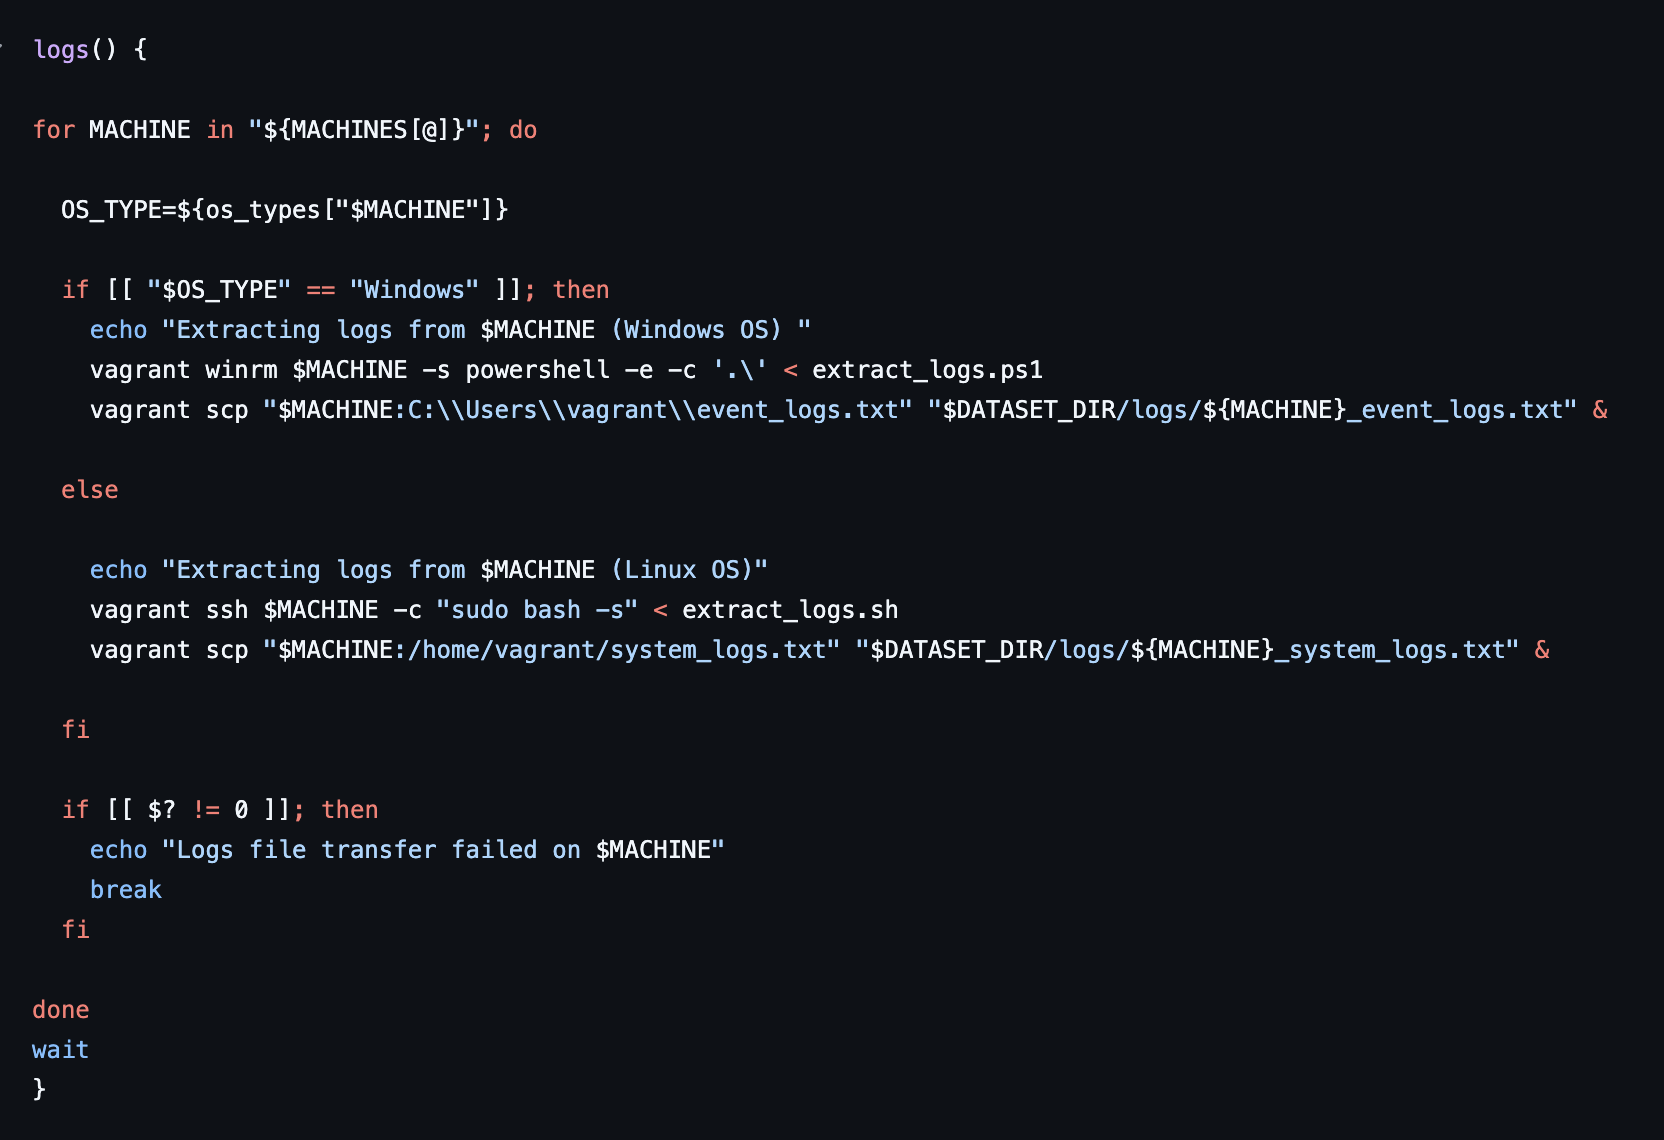 logs() {
for MACHINE in "${MACHINES[@]}"; do
OS_TYPE=${os_types["$MACHINE"]}
if [[ "$OS_TYPE" == "Windows" ]]; then
echo "Extracting logs from $MACHINE (Windows OS) "
vagrant winrm $MACHINE -s powershell -e -c '.\' < extract_logs.ps1
vagrant scp "$MACHINE:C:\\Users\\vagrant\\event_logs.txt" "$DATASET_DIR/logs/${MACHINE}_event_logs.txt" &
else
echo "Extracting logs from $MACHINE (Linux OS)"
vagrant ssh $MACHINE -c "sudo bash -s" < extract_logs.sh
vagrant scp "$MACHINE:/home/vagrant/system_logs.txt" "$DATASET_DIR/logs/${MACHINE}_system_logs.txt" &
fi
if [[ $? != 0 ]]; then
echo "Logs file transfer failed on $MACHINE"
break
fi
done
wait
}